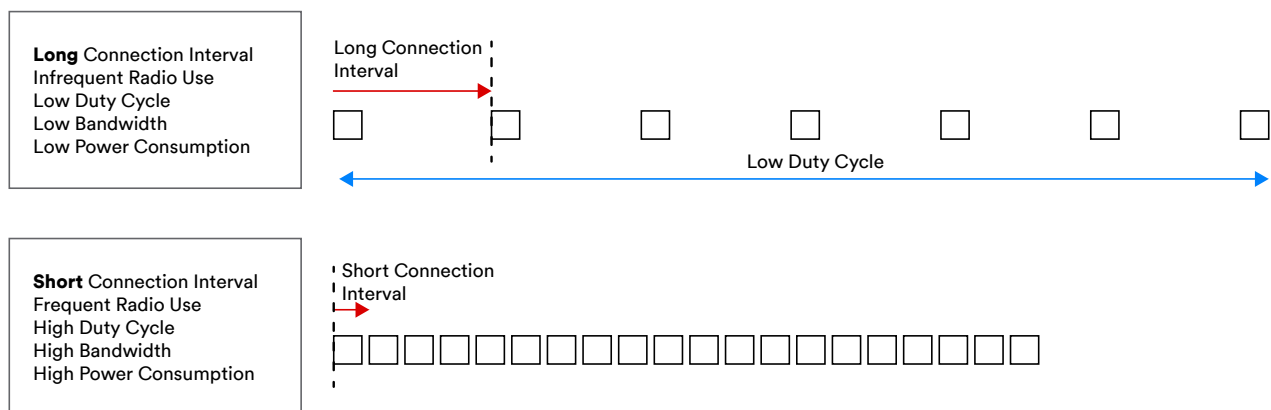 Long Connection Interval
Infrequent Radio Use
Low Duty Cycle
Low Bandwidth
Low Power Consumption
Long Connection
Interval
Low Duty Cycle
Short Connection Interval
Frequent Radio Use
High Duty Cycle
High Bandwidth
High Power Consumption
Short Connection
Interval